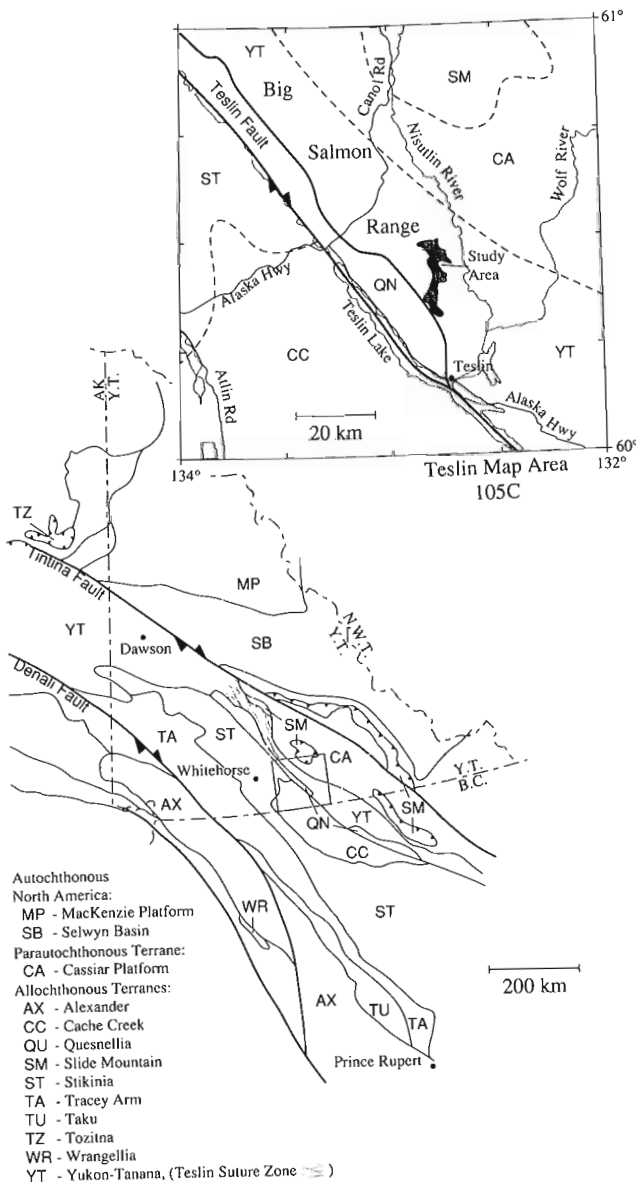 61°
YT
Big
Canol Rd
SM
Teslin Fault
Nisutlin River
CA
Wolf River
Salmon
ST
Range
Study
Area
QN
Alaska Hwy
Teslin Lake
CC
YT
Teslin
Atlin Rd
Alaska Hwy
20 km
60°
134°
Teslin Map Area
132°
105C
AK
Y.T.
TZ
Tintina Fault
MP
N.W.T.
Y.T.
YT
Dawson
SB
Denali Fault
SM
TA
ST
CA
Whitehorse
Y.T.
B.C.
AX
SM
QN
YT
CC
Autochthonous
North America:
MP - MacKenzie Platform
SB - Selwyn Basin
Parautochthonous Terrane:
CA - Cassiar Platform
Allochthonous Terranes:
AX - Alexander
CC - Cache Creek
QU - Quesnellia
SM - Slide Mountain
ST - Stikinia
TA - Tracey Arm
TU - Taku
TZ - Tozitna
WR - Wrangellia
YT - Yukon-Tanana, (Teslin Suture Zone )
WR
ST
200 km
AX
TU
TA
Prince Rupert